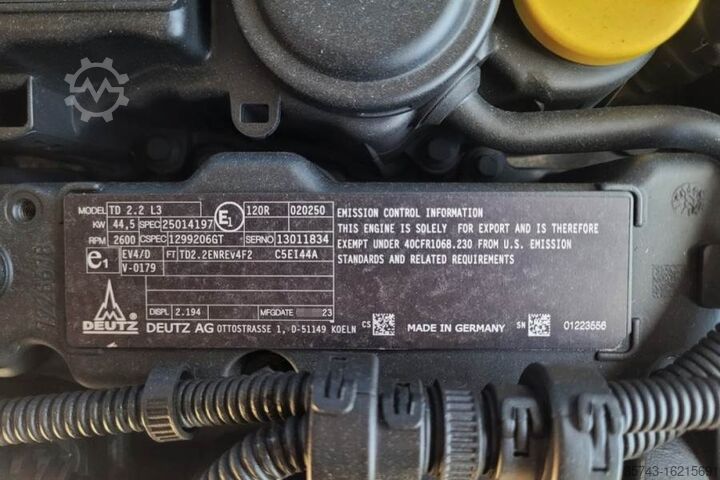 MODEL TD 2.2 L3 120R 020250
KW 44,5 SPEC 25014197 E1
RPM 2600 CSPEC 1299206GT SERNO 13011834
e1 EV4/D FT TD2.2ENREV4F2 C5E144A
V-0179
DISPL 2.194 MFGDATE 23
DEUTZ
DEUTZ AG OTTOSTRASSE 1, D-51149 KOELN
EMISSION CONTROL INFORMATION
THIS ENGINE IS SOLELY FOR EXPORT AND IS THEREFORE
EXEMPT UNDER 40CFR1068.230 FROM U.S. EMISSION
STANDARDS AND RELATED REQUIREMENTS
CS MADE IN GERMANY SN 01223556